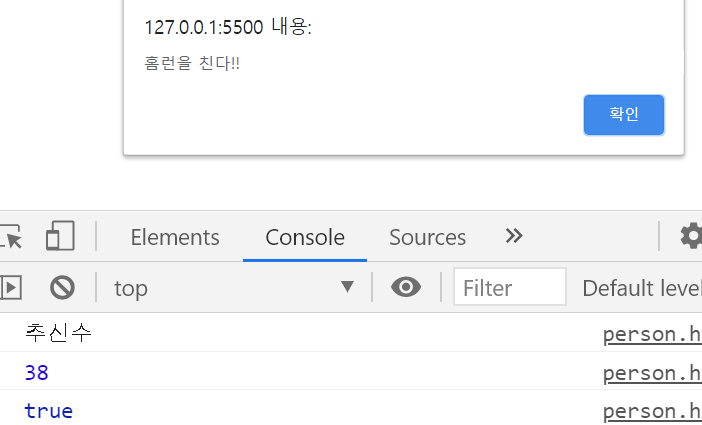 127.0.0.1:5500 내용:
홈런을 친다!!
확인
Elements Console Sources
top Filter Default level
추신수 person.h
38 person.h
true person.h